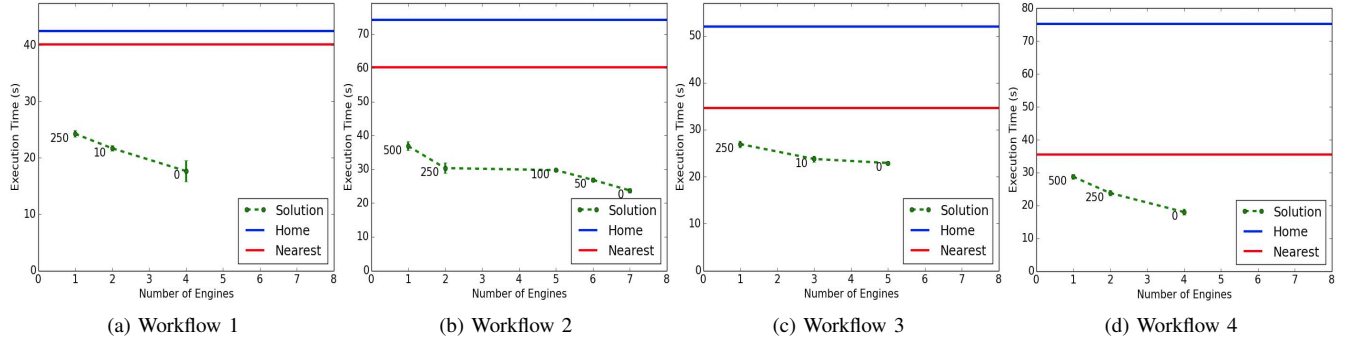 Execution Time (s)
40
30
20
10
0
250
10
0
Solution
Home
Nearest
0 1 2 3 4 5 6 7 8
Number of Engines
(a) Workflow 1
Execution Time (s)
70
60
50
40
30
20
10
0
500
250
100
50
0
Solution
Home
Nearest
0 1 2 3 4 5 6 7 8
Number of Engines
(b) Workflow 2
Execution Time (s)
50
40
30
20
10
0
250
10
0
Solution
Home
Nearest
0 1 2 3 4 5 6 7 8
Number of Engines
(c) Workflow 3
Execution Time (s)
80
70
60
50
40
30
20
10
0
500
250
0
Solution
Home
Nearest
0 1 2 3 4 5 6 7 8
Number of Engines
(d) Workflow 4